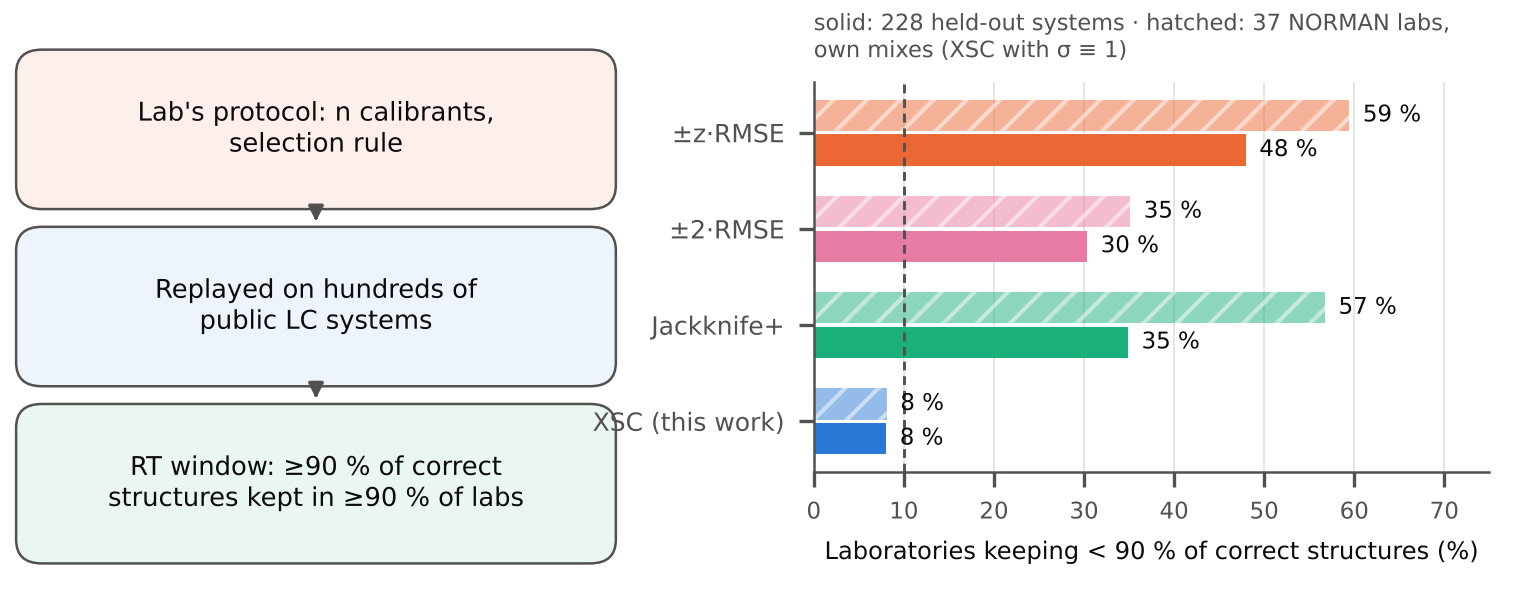 Lab's protocol: n calibrants,
selection rule
Replayed on hundreds of
public LC systems
RT window: ≥90 % of correct
structures kept in ≥90 % of labs
solid: 228 held-out systems · hatched: 37 NORMAN labs,
own mixes (XSC with σ ≡ 1)
±z·RMSE
59 %
48 %
±2·RMSE
35 %
30 %
Jackknife+
57 %
35 %
XSC (this work)
8 %
8 %
0 10 20 30 40 50 60 70
Laboratories keeping < 90 % of correct structures (%)